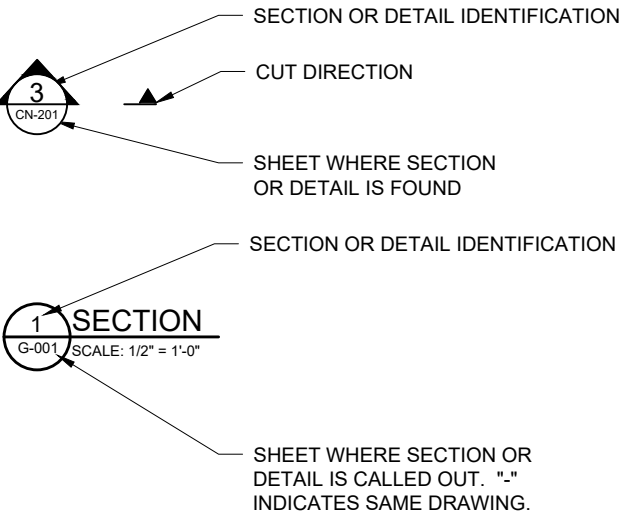 SECTION OR DETAIL IDENTIFICATION
CUT DIRECTION
3
CN-201
SHEET WHERE SECTION
OR DETAIL IS FOUND
SECTION OR DETAIL IDENTIFICATION
1
SECTION
G-001
SCALE: 1/2" = 1'-0"
SHEET WHERE SECTION OR
DETAIL IS CALLED OUT. "-"
INDICATES SAME DRAWING.